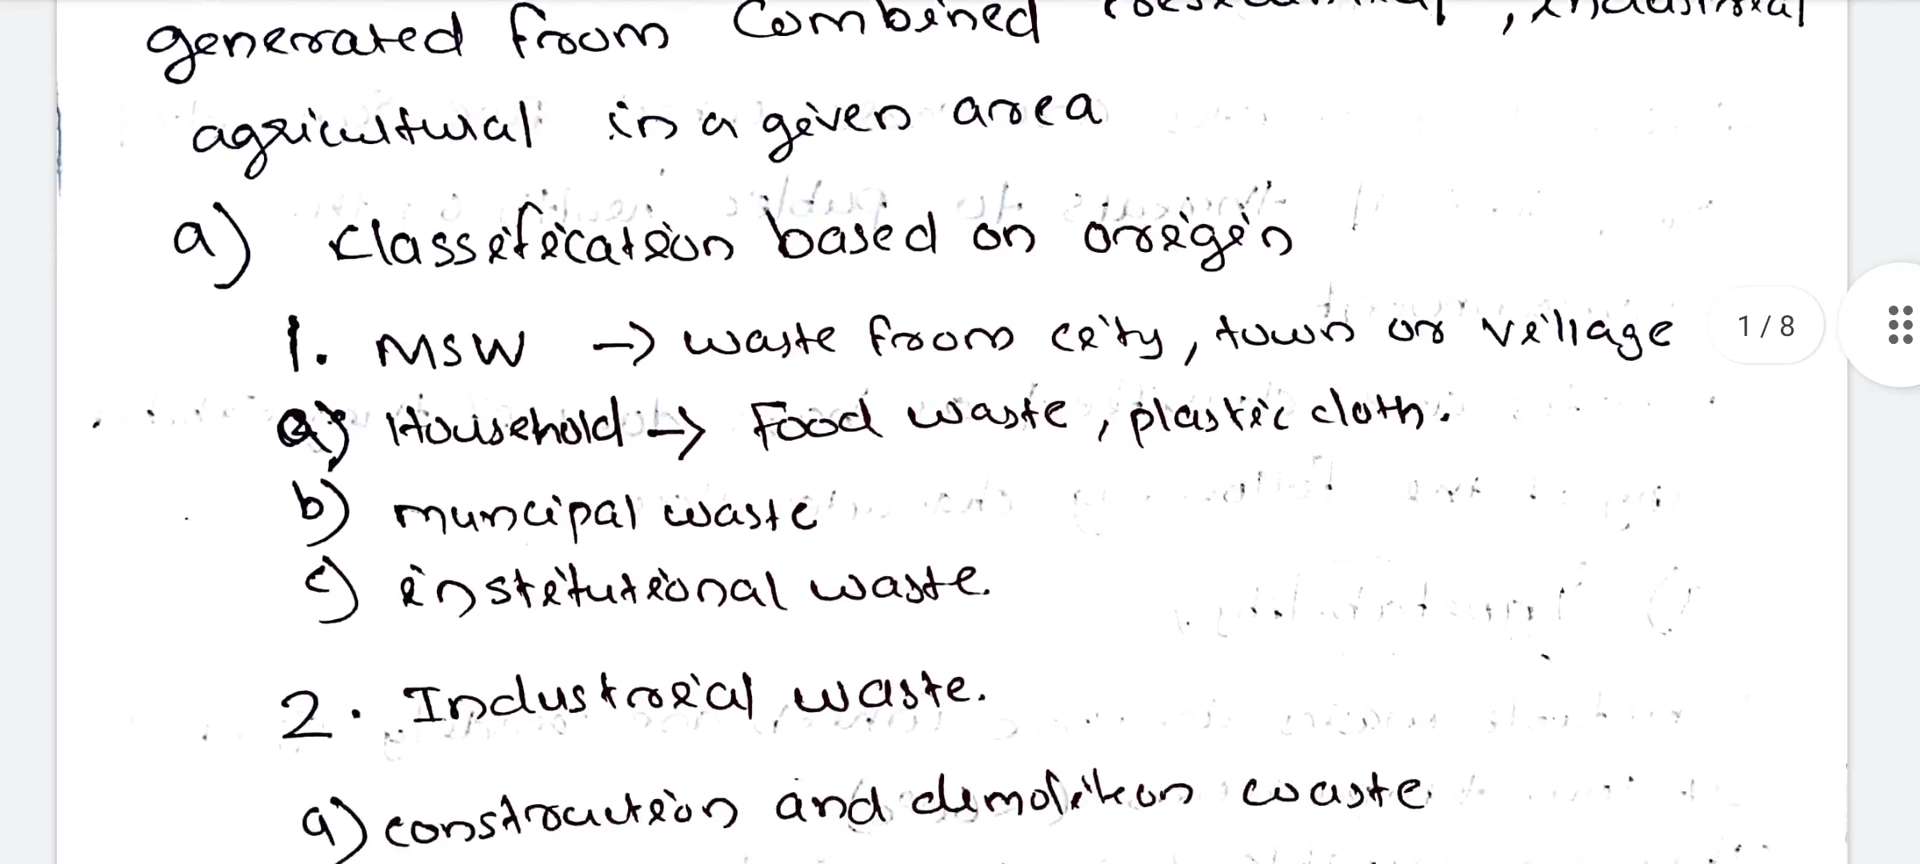 generated from Combined residential, industrial
agricultural in a given area
a) classification based on origin
1. MSW → waste from city, town or village
a) Household → Food waste, plastic cloth.
b) muncipal waste
c) institutional waste.
2. Industrial waste.
a) construction and demolition waste
1 / 8